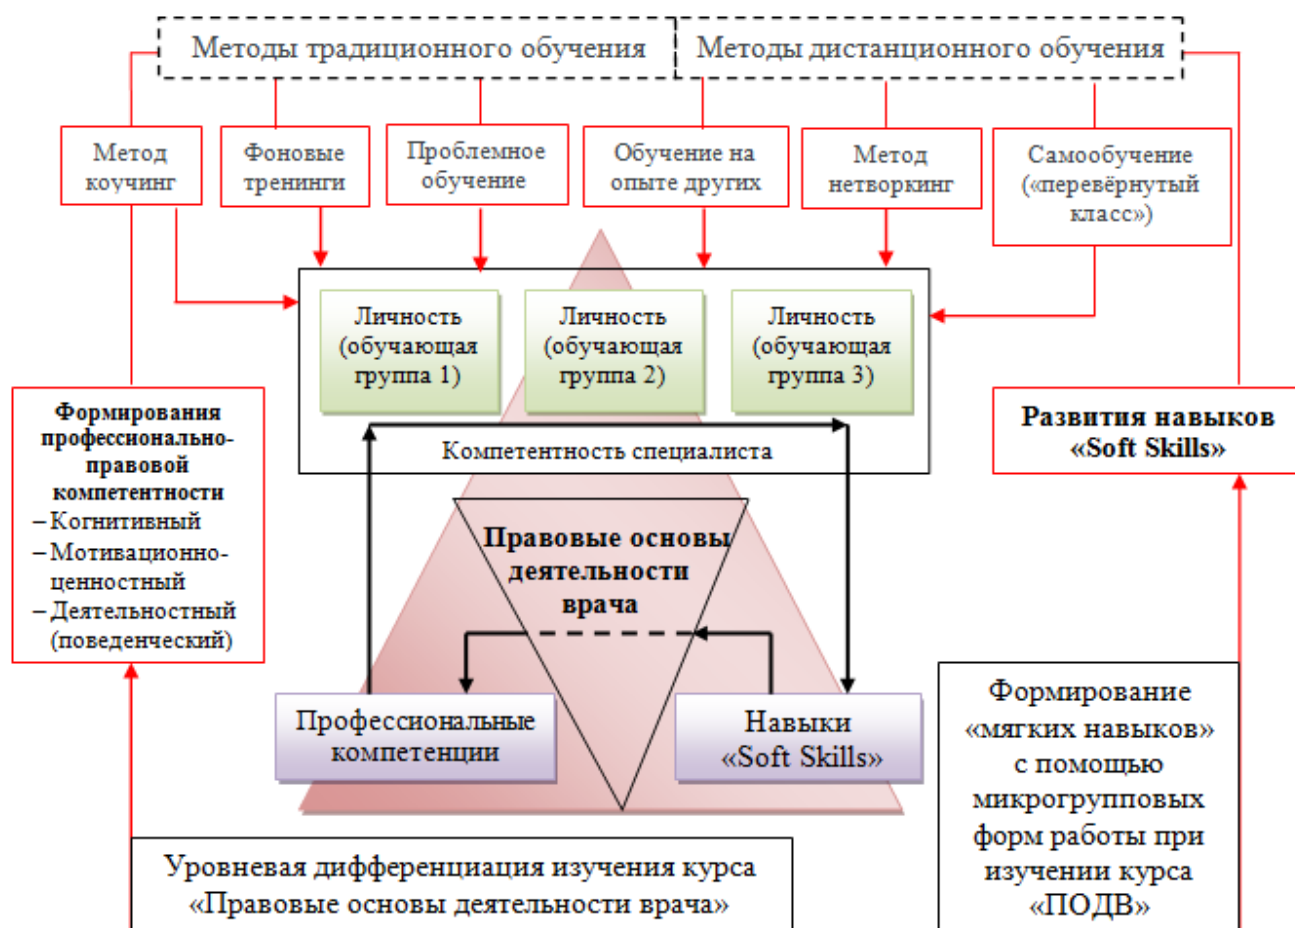 Методы традиционного обучения
Методы дистанционного обучения
Метод
коучинг
Фоновые
тренинги
Проблемное
обучение
Обучение на
опыте других
Метод
нетворкинг
Самообучение
(«перевёрнутый
класс»)
Личность
(обучающая
группа 1)
Личность
(обучающая
группа 2)
Личность
(обучающая
группа 3)
Компетентность специалиста
Формирования
профессионально-
правовой
компетентности
– Когнитивный
– Мотивационно-
ценностный
– Деятельностный
(поведенческий)
Развития навыков
«Soft Skills»
Правовые основы
деятельности
врача
Профессиональные
компетенции
Навыки
«Soft Skills»
Формирование
«мягких навыков»
с помощью
микрогрупповых
форм работы при
изучении курса
«ПОДВ»
Уровневая дифференциация изучения курса
«Правовые основы деятельности врача»